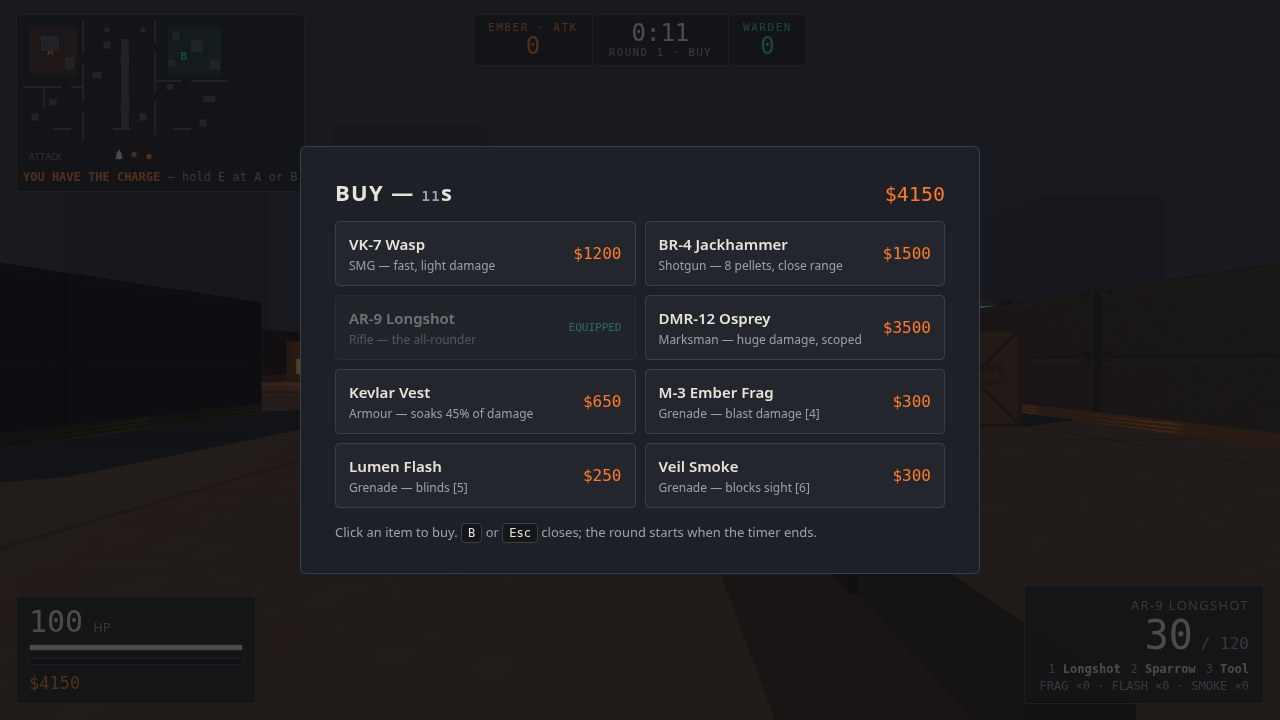 EMBER · ATK
0
0:11
ROUND 1 · BUY
WARDEN
0
A
B
ATTACK
YOU HAVE THE CHARGE — hold E at A or B
BUY — 11s
$4150
VK-7 Wasp
SMG — fast, light damage
$1200
BR-4 Jackhammer
Shotgun — 8 pellets, close range
$1500
AR-9 Longshot
Rifle — the all-rounder
EQUIPPED
DMR-12 Osprey
Marksman — huge damage, scoped
$3500
Kevlar Vest
Armour — soaks 45% of damage
$650
M-3 Ember Frag
Grenade — blast damage [4]
$300
Lumen Flash
Grenade — blinds [5]
$250
Veil Smoke
Grenade — blocks sight [6]
$300
Click an item to buy. B or Esc closes; the round starts when the timer ends.
100 HP
$4150
AR-9 LONGSHOT
30 / 120
1 Longshot 2 Sparrow 3 Tool
FRAG ×0 · FLASH ×0 · SMOKE ×0